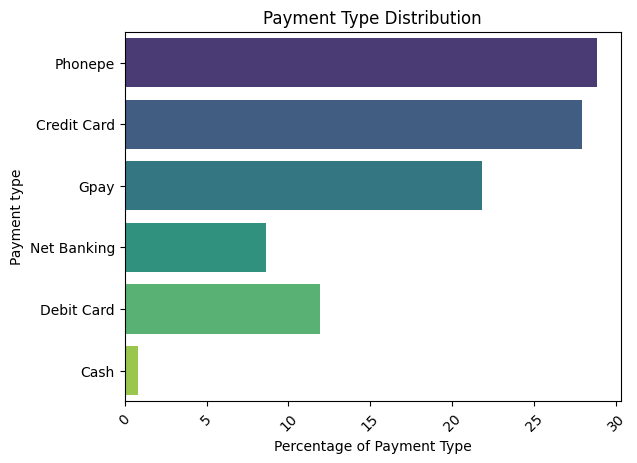 Payment Type Distribution
Payment type
Phonepe
Credit Card
Gpay
Net Banking
Debit Card
Cash
0 5 10 15 20 25 30
Percentage of Payment Type